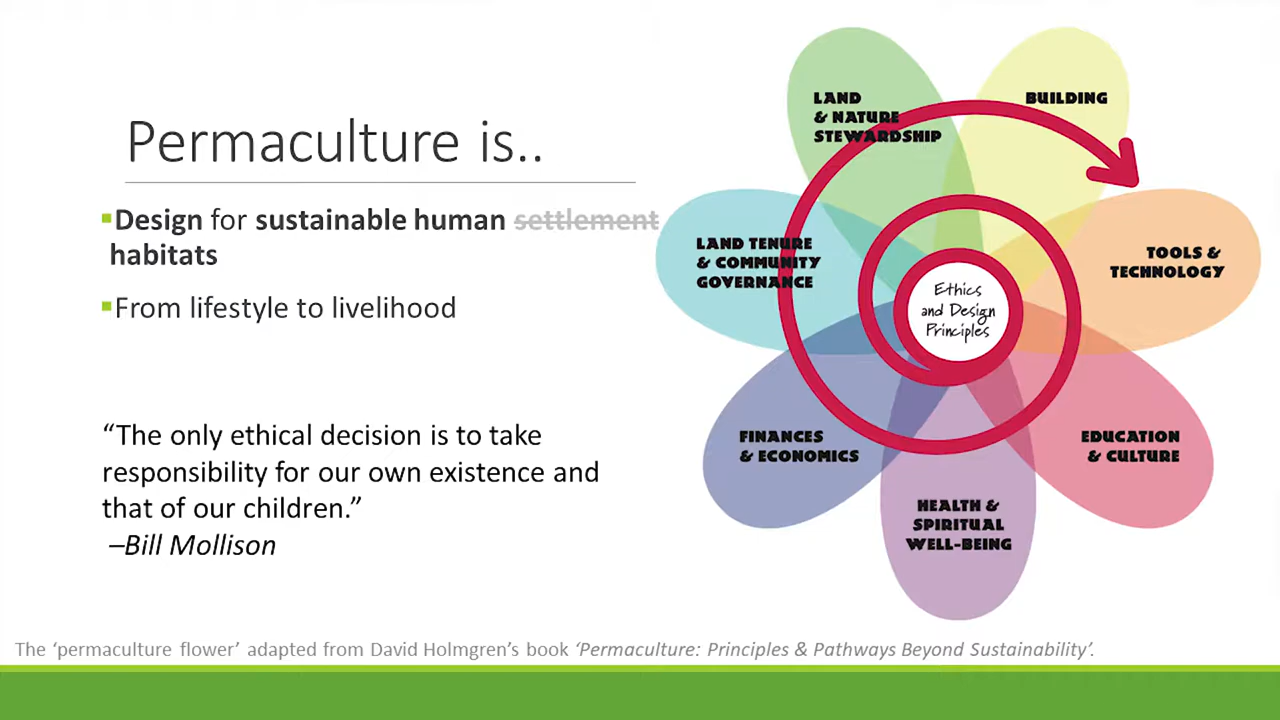 Permaculture is..
▪Design for sustainable human settlement
habitats
▪From lifestyle to livelihood
“The only ethical decision is to take
responsibility for our own existence and
that of our children.”
–Bill Mollison
LAND
& NATURE
STEWARDSHIP
BUILDING
LAND TENURE
& COMMUNITY
GOVERNANCE
TOOLS &
TECHNOLOGY
Ethics
and Design
Principles
FINANCES
& ECONOMICS
EDUCATION
& CULTURE
HEALTH &
SPIRITUAL
WELL-BEING
The ‘permaculture flower’ adapted from David Holmgren’s book ‘Permaculture: Principles & Pathways Beyond Sustainability’.